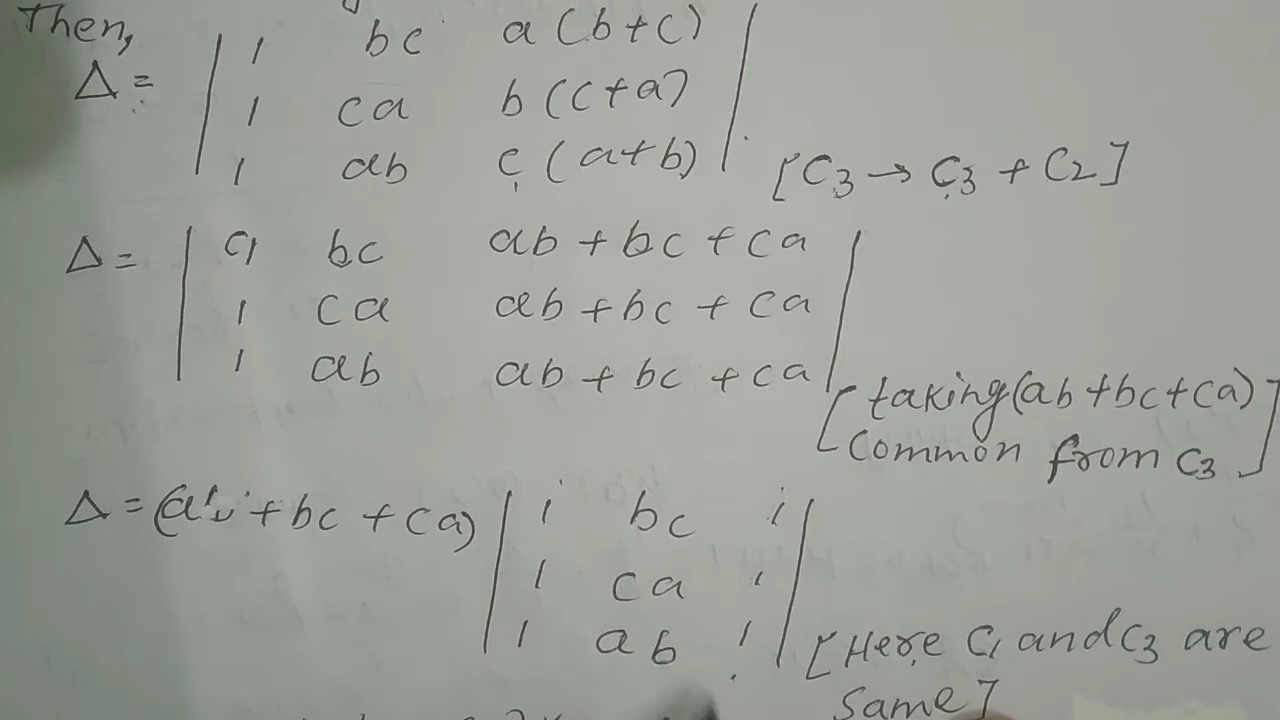 Then,
Δ = | 1 bc a(b+c) |
| 1 ca b(c+a) |
| 1 ab c(a+b) | [C3 → C3 + C2]
Δ = | 1 bc ab + bc + ca |
| 1 ca ab + bc + ca |
| 1 ab ab + bc + ca |
[taking (ab+bc+ca)
Common from C3]
Δ = (ab + bc + ca) | 1 bc 1 |
| 1 ca 1 |
| 1 ab 1 | [Here C1 and C3 are
Same]